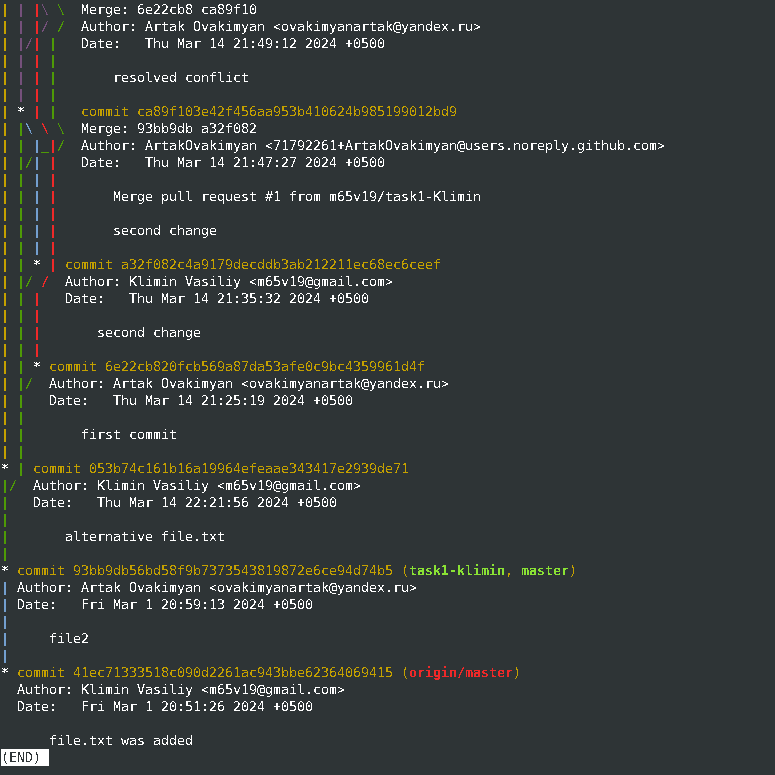 Merge: 6e22cb8 ca89f10
Author: Artak Ovakimyan <ovakimyanartak@yandex.ru>
Date:   Thu Mar 14 21:49:12 2024 +0500
resolved conflict
* commit ca89f103e42f456aa953b410624b985199012bd9
Merge: 93bb9db a32f082
Author: ArtakOvakimyan <71792261+ArtakOvakimyan@users.noreply.github.com>
Date:   Thu Mar 14 21:47:27 2024 +0500
Merge pull request #1 from m65v19/task1-Klimin
second change
* commit a32f082c4a9179decddb3ab212211ec68ec6ceef
Author: Klimin Vasiliy <m65v19@gmail.com>
Date:   Thu Mar 14 21:35:32 2024 +0500
second change
* commit 6e22cb820fcb569a87da53afe0c9bc4359961d4f
Author: Artak Ovakimyan <ovakimyanartak@yandex.ru>
Date:   Thu Mar 14 21:25:19 2024 +0500
first commit
* commit 053b74c161b16a19964efeaae343417e2939de71
Author: Klimin Vasiliy <m65v19@gmail.com>
Date:   Thu Mar 14 22:21:56 2024 +0500
alternative file.txt
* commit 93bb9db56bd58f9b7373543819872e6ce94d74b5 (task1-klimin, master)
Author: Artak Ovakimyan <ovakimyanartak@yandex.ru>
Date:   Fri Mar 1 20:59:13 2024 +0500
file2
* commit 41ec71333518c090d2261ac943bbe62364069415 (origin/master)
Author: Klimin Vasiliy <m65v19@gmail.com>
Date:   Fri Mar 1 20:51:26 2024 +0500
file.txt was added
(END)